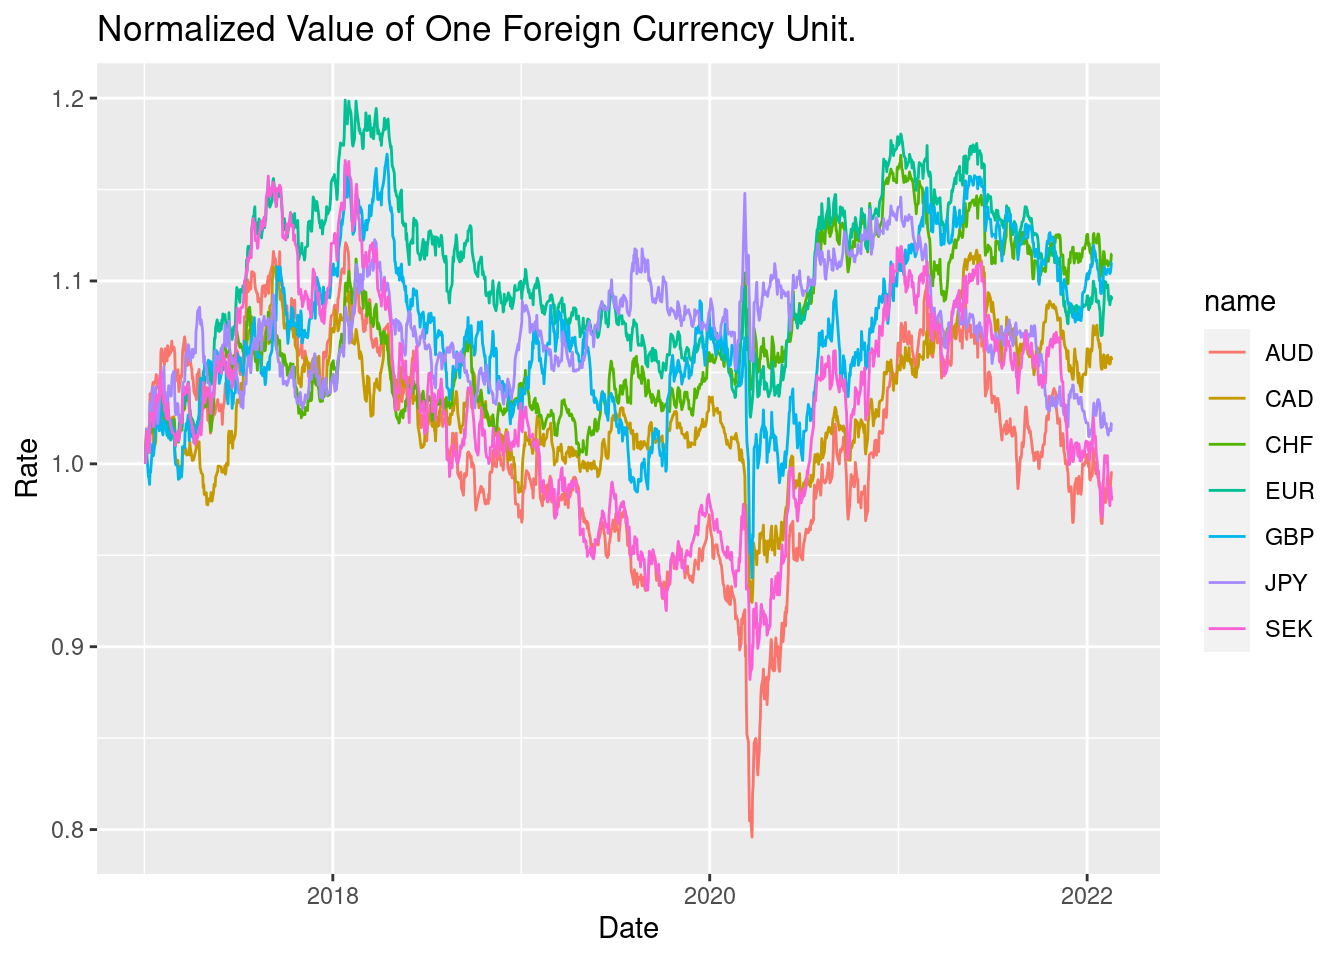 Normalized Value of One Foreign Currency Unit.
1.2
1.1
1.0
0.9
0.8
Rate
2018
2020
2022
Date
name
AUD
CAD
CHF
EUR
GBP
JPY
SEK